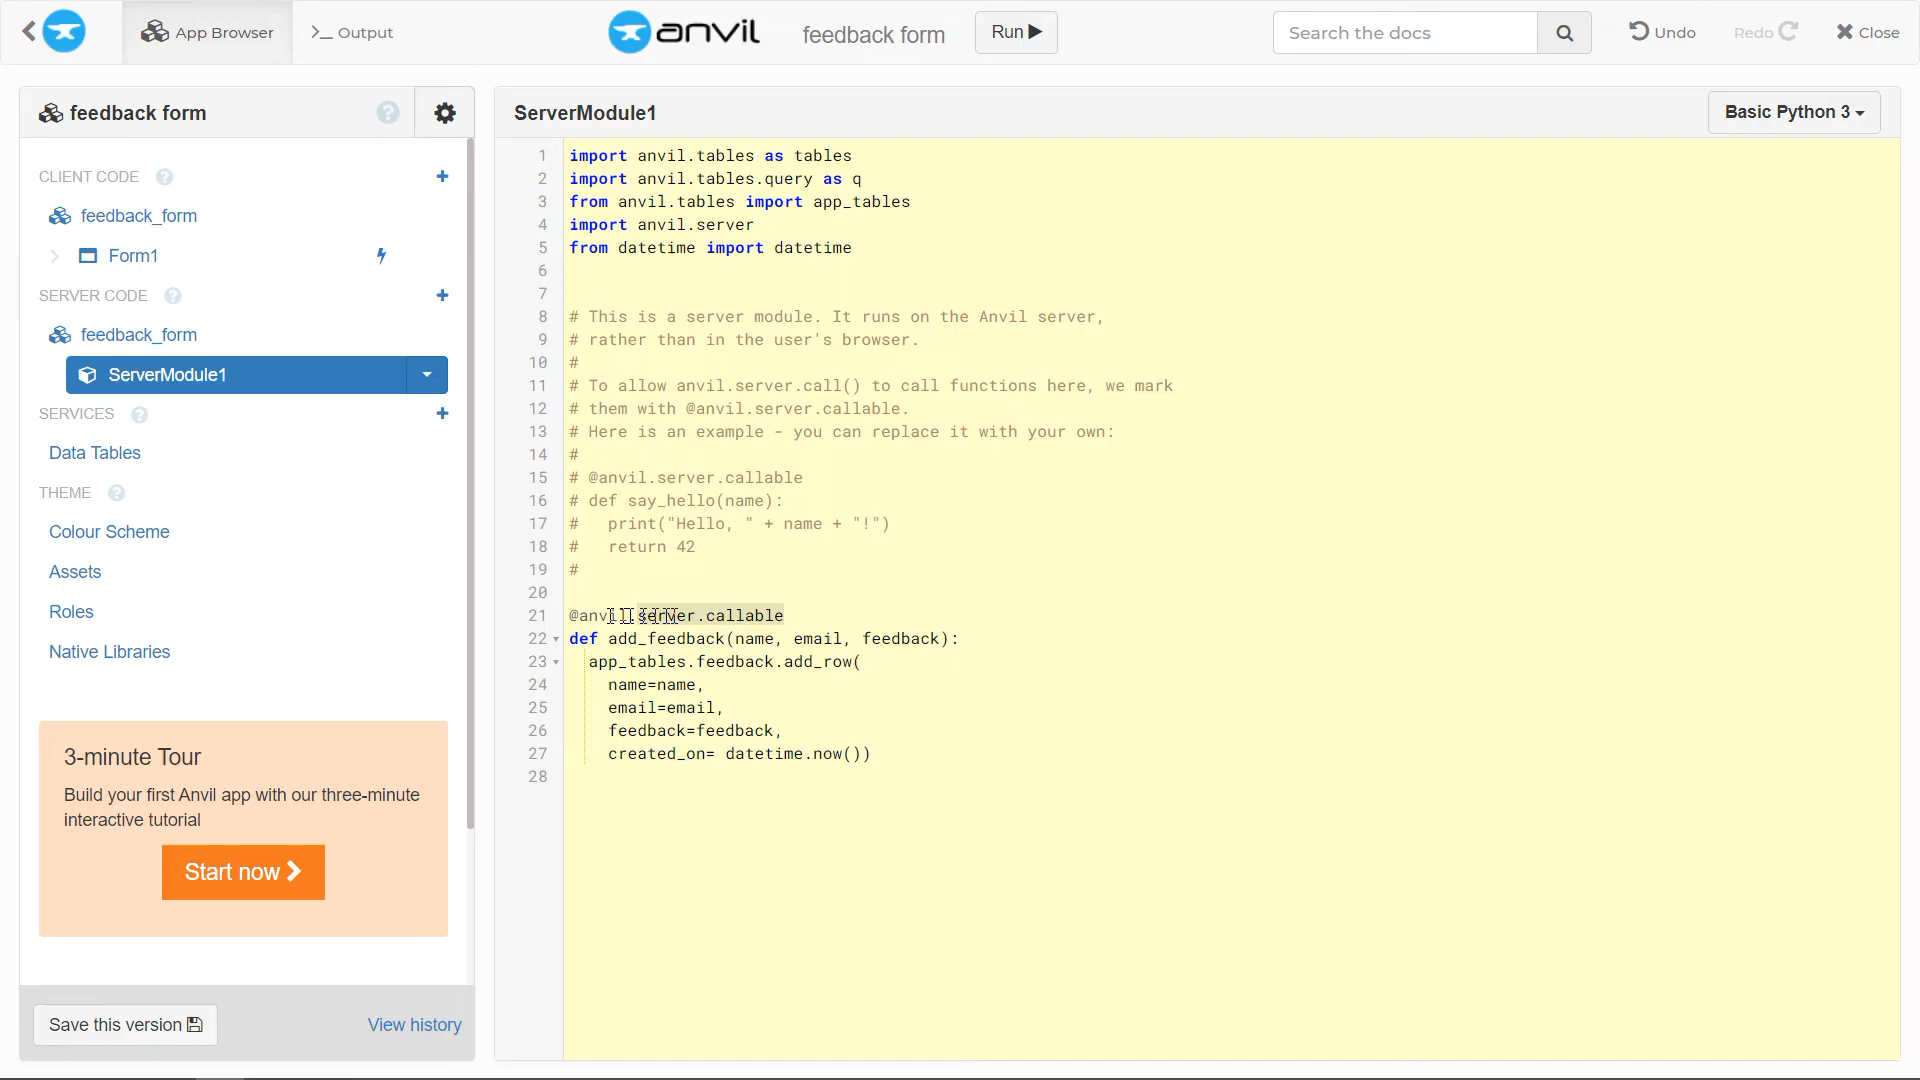 App Browser
>_ Output
anvil
feedback form
Run
Search the docs
Undo
Redo
Close
feedback form
?
ServerModule1
Basic Python 3
CLIENT CODE ?
feedback_form
Form1
SERVER CODE ?
feedback_form
ServerModule1
SERVICES ?
Data Tables
THEME ?
Colour Scheme
Assets
Roles
Native Libraries
3-minute Tour
Build your first Anvil app with our three-minute
interactive tutorial
Start now
Save this version
View history
1 import anvil.tables as tables
2 import anvil.tables.query as q
3 from anvil.tables import app_tables
4 import anvil.server
5 from datetime import datetime
6
7
8 # This is a server module. It runs on the Anvil server,
9 # rather than in the user's browser.
10 #
11 # To allow anvil.server.call() to call functions here, we mark
12 # them with @anvil.server.callable.
13 # Here is an example - you can replace it with your own:
14 #
15 # @anvil.server.callable
16 # def say_hello(name):
17 #   print("Hello, " + name + "!")
18 #   return 42
19 #
20
21 @anvil.server.callable
22 def add_feedback(name, email, feedback):
23   app_tables.feedback.add_row(
24     name=name,
25     email=email,
26     feedback=feedback,
27     created_on= datetime.now())
28